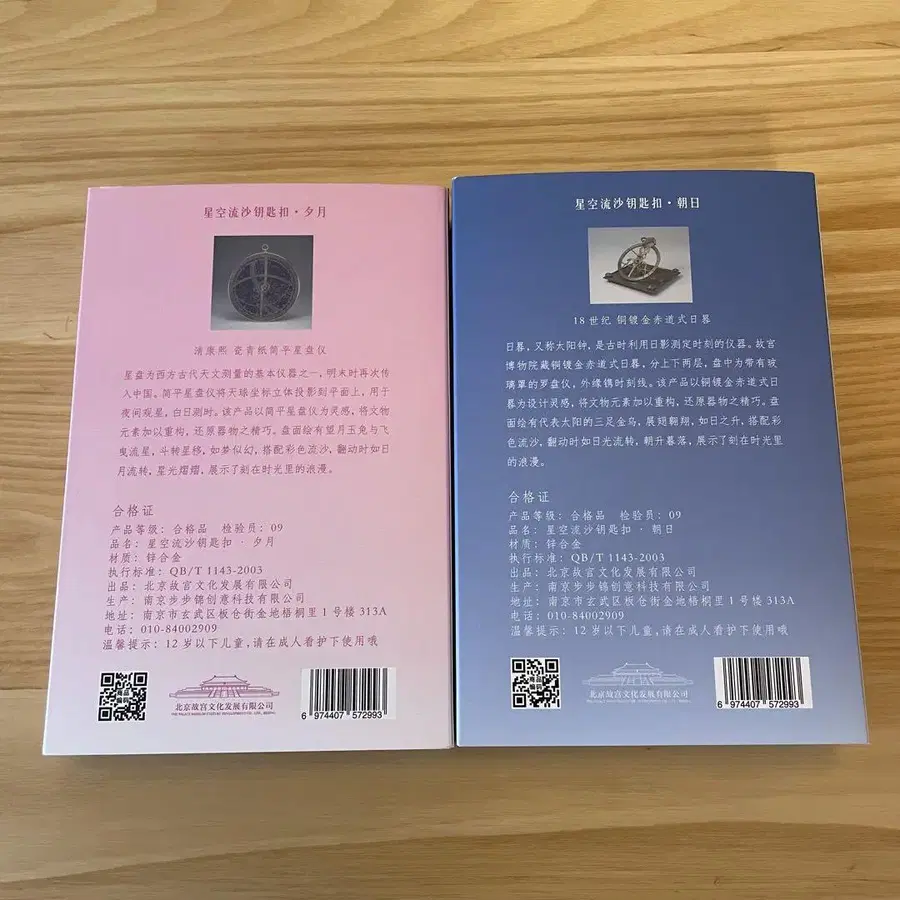 星空流沙钥匙扣·夕月
清康熙 瓷青纸简平星盘仪
星盘为西方古代天文测量的基本仪器之一,明末时再次传
入中国。简平星盘仪将天球坐标立体投影刻平面上,用于
夜间观星,白日测时。该产品以简平星盘仪为灵感,将文物
元素加以重构,还原器物之精巧。盘面绘有望月玉兔与飞
曳流星,斗转星移,如梦似幻,搭配彩色流沙,翻动时如日
月流转,星光熠熠,展示了刻在时光里的浪漫。
合格证
产品等级:合格品 检验员:09
品名:星空流沙钥匙扣 · 夕月
材质:锌合金
执行标准:QB/T 1143-2003
出品:北京故宫文化发展有限公司
生产:南京步步锦创意科技有限公司
地址:南京市玄武区板仓街金地梧桐里 1 号楼 313A
电话:010-84002909
温馨提示:12 岁以下儿童,请在成人看护下使用哦
北京故宫文化发展有限公司
6 974407 572993
星空流沙钥匙扣·朝日
18 世纪 铜镀金赤道式日晷
日晷,又称太阳钟,是古时利用日影测定时刻的仪器。故宫
博物院藏铜镀金赤道式日晷,分上下两层,盘中为带有玻
璃罩的罗盘仪,外缘镌时刻线。该产品以铜镀金赤道式日
晷为设计灵感,将文物元素加以重构,还原器物之精巧。盘
面绘有代表太阳的三足金乌,展翅翱翔,如日之升,搭配彩
色流沙,翻动时如日光流转,朝升暮落,展示了刻在时光里
的浪漫。
合格证
产品等级:合格品 检验员:09
品名:星空流沙钥匙扣 · 朝日
材质:锌合金
执行标准:QB/T 1143-2003
出品:北京故宫文化发展有限公司
生产:南京步步锦创意科技有限公司
地址:南京市玄武区板仓街金地梧桐里 1 号楼 313A
电话:010-84002909
温馨提示:12 岁以下儿童,请在成人看护下使用哦
北京故宫文化发展有限公司
6 974407 572993